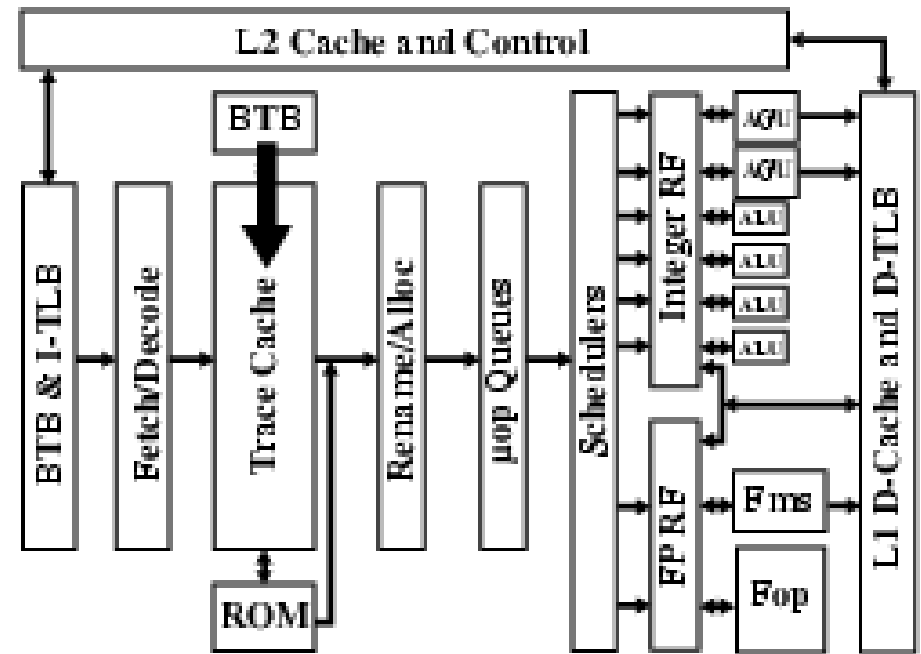 L2 Cache and Control
BTB
BTB & I-TLB
Fetch/Decode
Trace Cache
ROM
Rename/Alloc
µop Queues
Schedulers
Integer RF
FP RF
AGU
AGU
ALU
ALU
ALU
ALU
Fms
Fop
L1 D-Cache and D-TLB